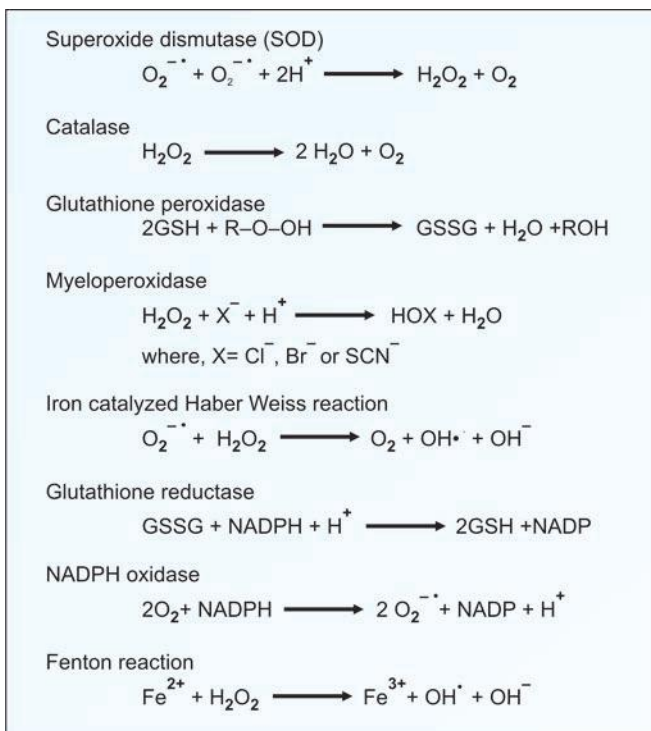 Superoxide dismutase (SOD)
O₂⁻• + O₂⁻• + 2H⁺ ⟶ H₂O₂ + O₂
Catalase
H₂O₂ ⟶ 2 H₂O + O₂
Glutathione peroxidase
2GSH + R–O–OH ⟶ GSSG + H₂O +ROH
Myeloperoxidase
H₂O₂ + X⁻ + H⁺ ⟶ HOX + H₂O
where, X= Cl⁻, Br⁻ or SCN⁻
Iron catalyzed Haber Weiss reaction
O₂⁻• + H₂O₂ ⟶ O₂ + OH• + OH⁻
Glutathione reductase
GSSG + NADPH + H⁺ ⟶ 2GSH +NADP
NADPH oxidase
2O₂+ NADPH ⟶ 2 O₂⁻• + NADP + H⁺
Fenton reaction
Fe²⁺ + H₂O₂ ⟶ Fe³⁺ + OH• + OH⁻